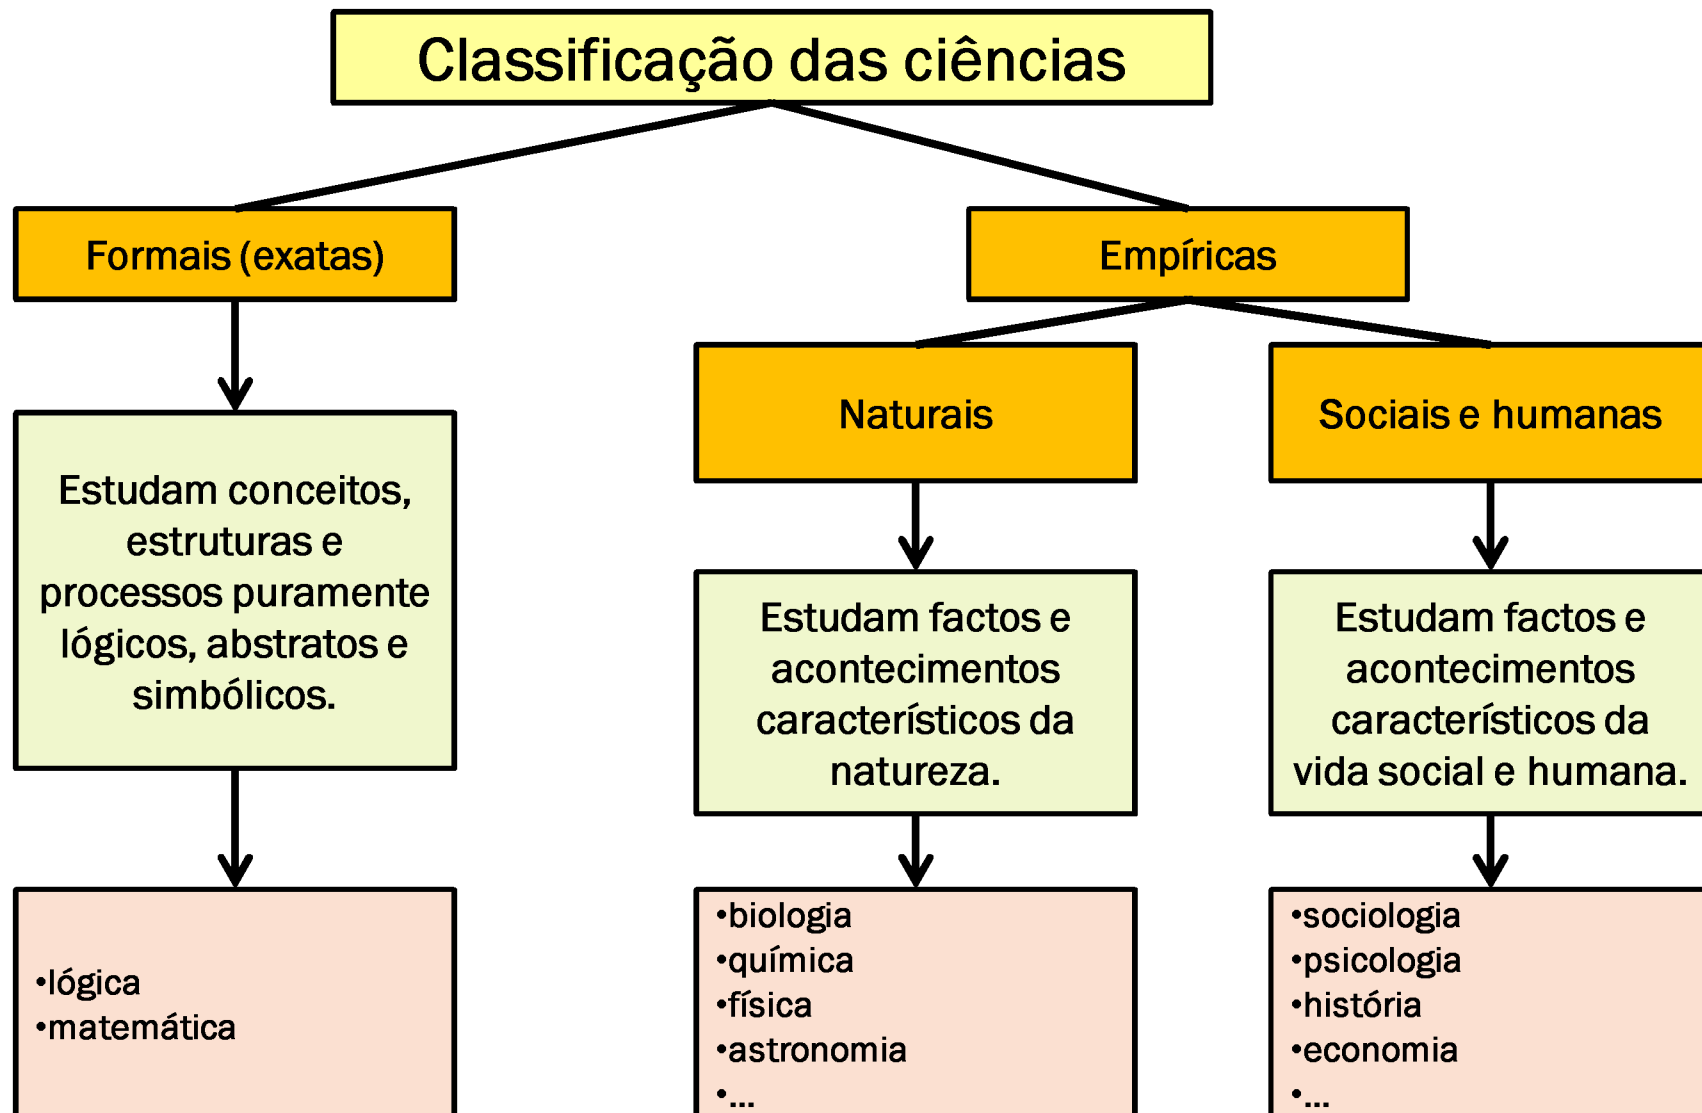 Classificação das ciências
Formais (exatas)
Empíricas
Naturais
Sociais e humanas
Estudam conceitos,
estruturas e
processos puramente
lógicos, abstratos e
simbólicos.
Estudam factos e
acontecimentos
característicos da
natureza.
Estudam factos e
acontecimentos
característicos da
vida social e humana.
•lógica
•matemática
•biologia
•química
•física
•astronomia
•...
•sociologia
•psicologia
•história
•economia
•...